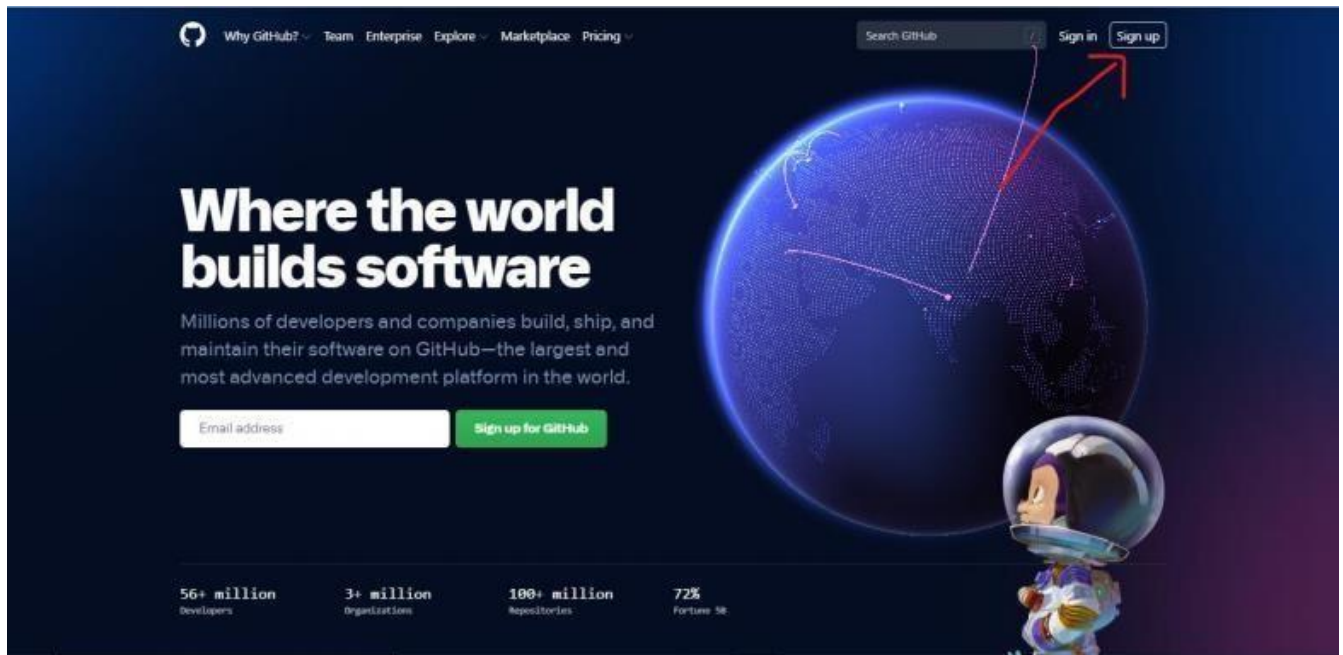 Why GitHub? Team Enterprise Explore Marketplace Pricing
Search GitHub / Sign in Sign up
Where the world
builds software
Millions of developers and companies build, ship, and
maintain their software on GitHub—the largest and
most advanced development platform in the world.
Email address Sign up for GitHub
56+ million 3+ million 100+ million 72%
Developers Organizations Repositories Fortune 50